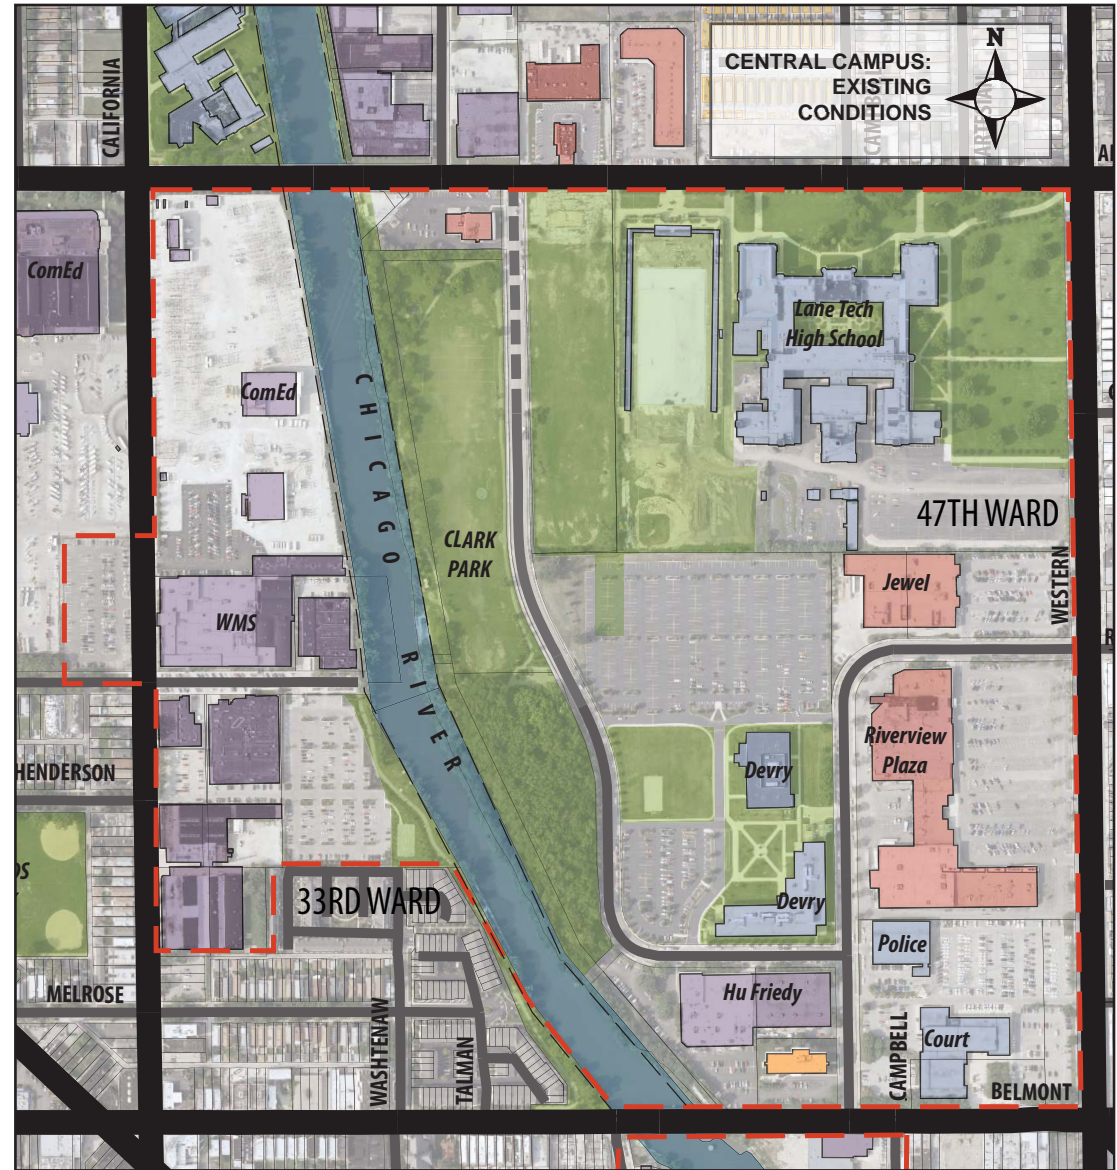 CENTRAL CAMPUS:
EXISTING
CONDITIONS
N
CALIFORNIA
ComEd
Lane Tech
High School
ComEd
CHICAGO
RIVER
CLARK
PARK
47TH WARD
WESTERN
Jewel
WMS
Riverview
Plaza
Devry
HENDERSON
33RD WARD
Devry
Police
MELROSE
Hu Friedy
WASHTENAW
TALMAN
CAMPBELL
Court
BELMONT